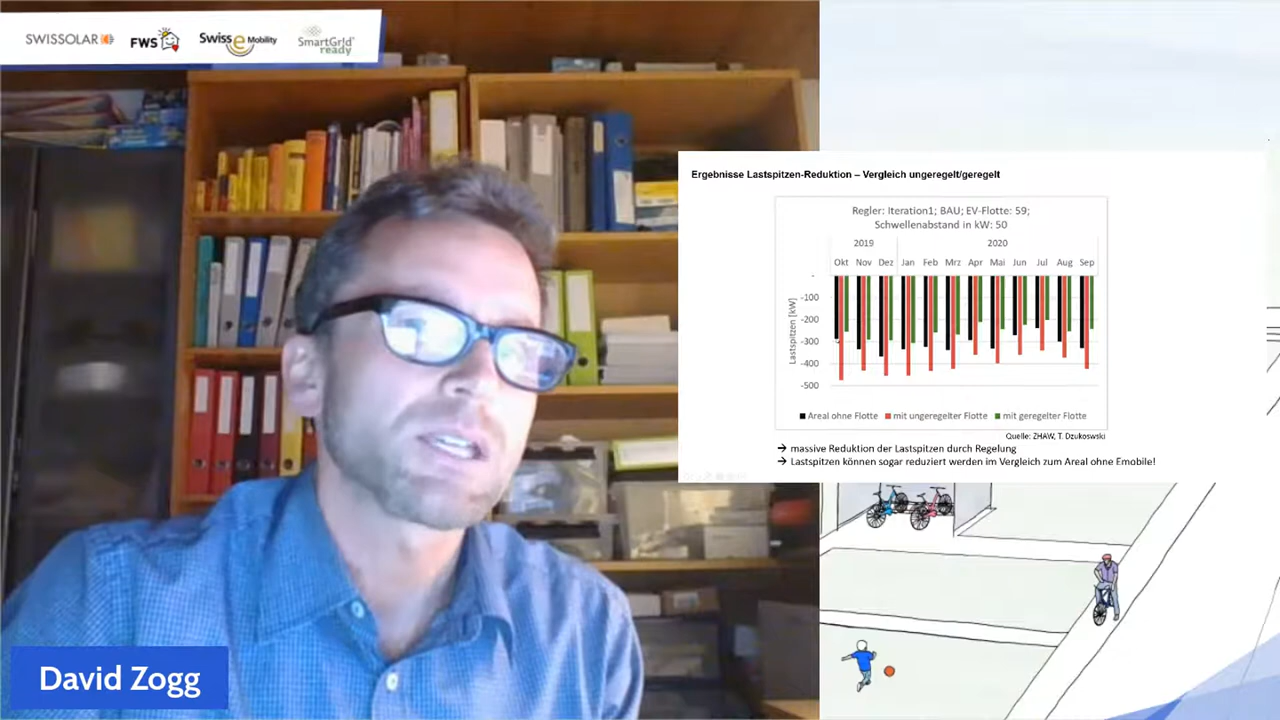 SWISSOLAR
FWS
Swiss eMobility
SmartGrid ready
David Zogg
Ergebnisse Lastspitzen-Reduktion – Vergleich ungeregelt/geregelt
Regler: Iteration1; BAU; EV-Flotte: 59;
Schwellenabstand in kW: 50
2019 2020
Okt Nov Dez Jan Feb Mrz Apr Mai Jun Jul Aug Sep
-
-100
-200
-300
-400
-500
Lastspitzen [kW]
Areal ohne Flotte mit ungeregelter Flotte mit geregelter Flotte
Quelle: ZHAW, T. Dzukoswski
→ massive Reduktion der Lastspitzen durch Regelung
→ Lastspitzen können sogar reduziert werden im Vergleich zum Areal ohne Emobile!